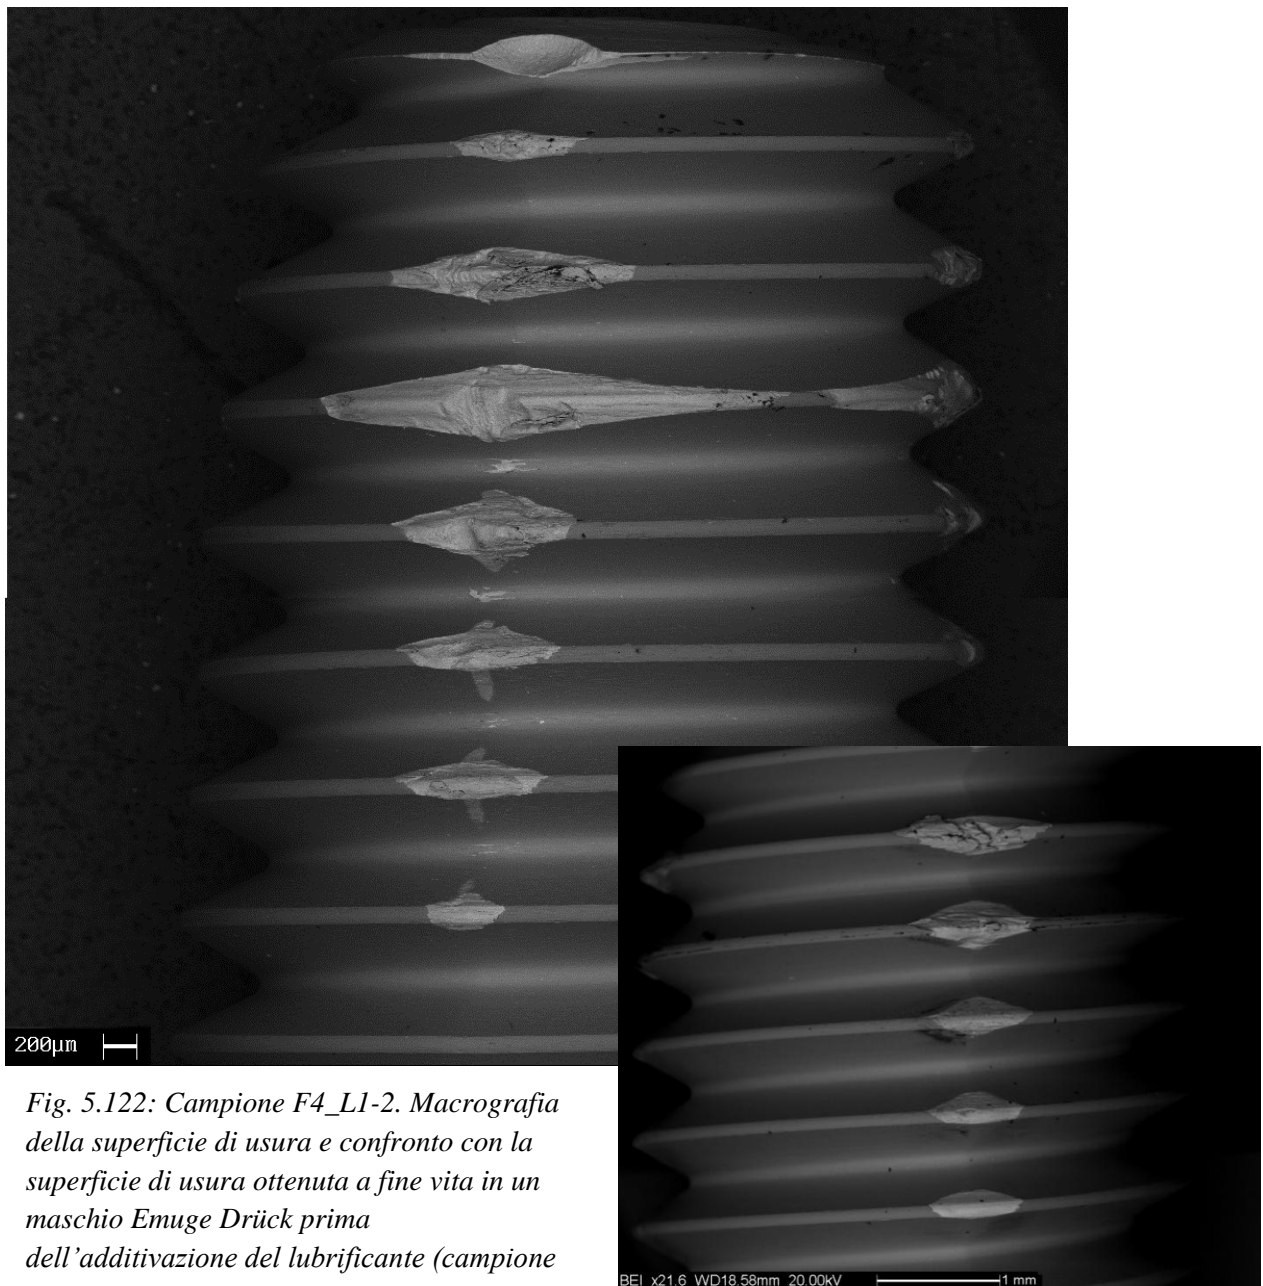 200µm
Fig. 5.122: Campione F4_L1-2. Macrografia
della superficie di usura e confronto con la
superficie di usura ottenuta a fine vita in un
maschio Emuge Drück prima
dell’additivazione del lubrificante (campione
BEI x21.6 WD18.58mm 20.00kV 1 mm